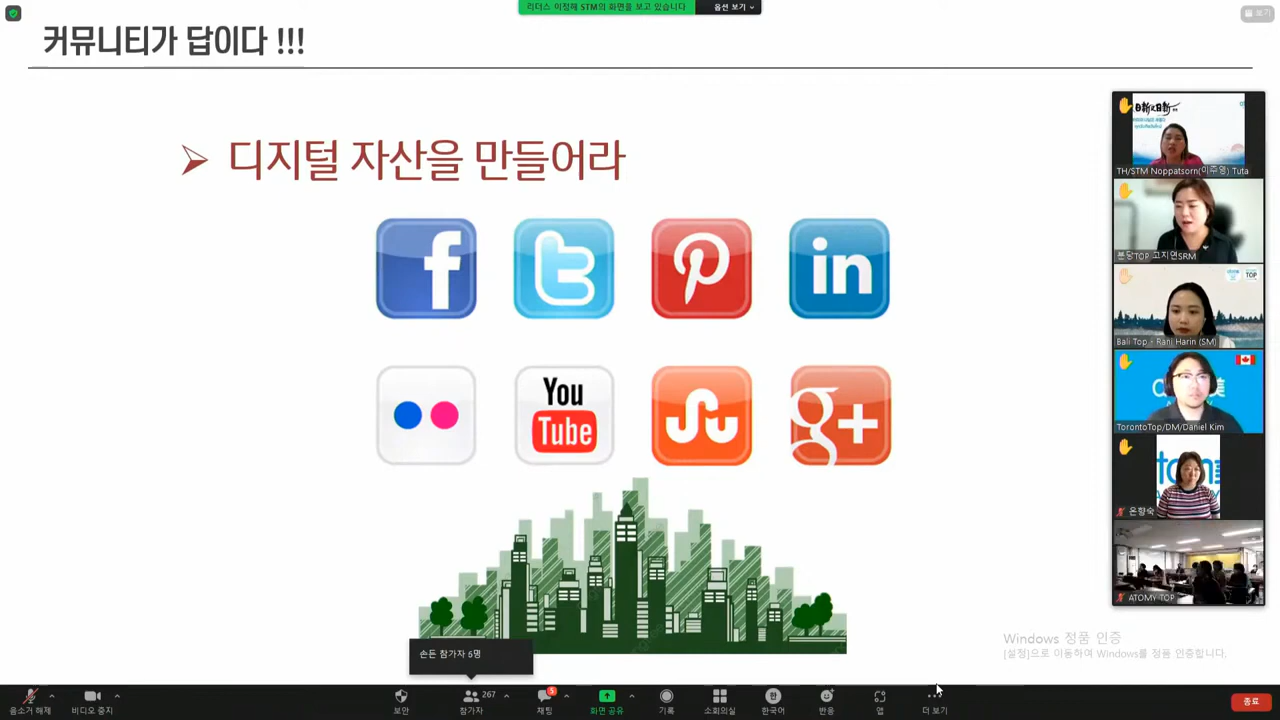 리더스 이정해 STM의 화면을 보고 있습니다
옵션 보기
보기
커뮤니티가 답이다 !!!
디지털 자산을 만들어라
f
t
P
in
You
Tube
g+
TH/STM Noppatsorn(이주영) Tuta
분당TOP 고지연SRM
TOP
Bali Top - Rani Harin (SM)
TorontoTop/DM/Daniel Kim
온향숙
ATOMY TOP
Windows 정품 인증
[설정]으로 이동하여 Windows를 정품 인증합니다.
손든 참가자 6명
음소거 해제
비디오 중지
보안
참가자
267
채팅
5
화면 공유
기록
소회의실
한국어
반응
앱
더 보기
종료